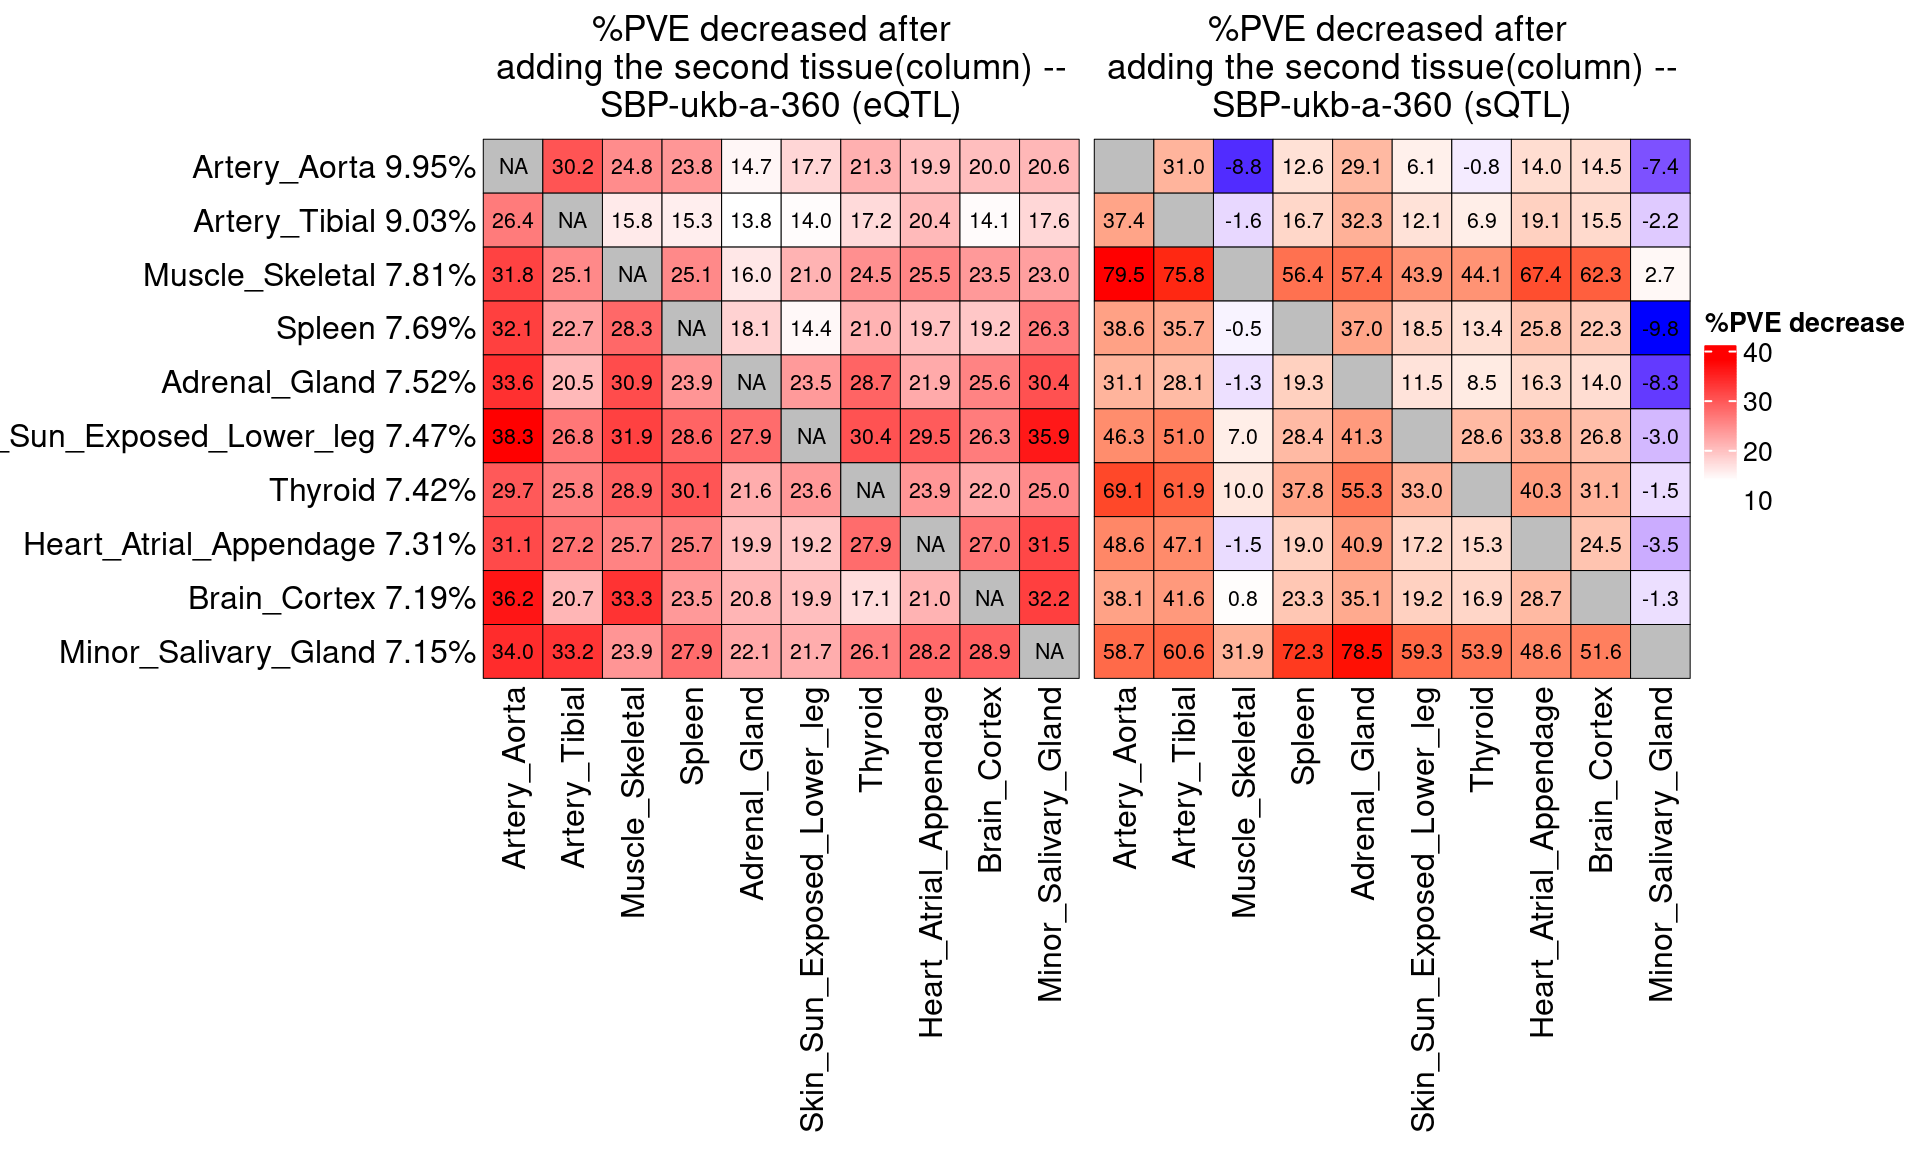 %PVE decreased after
adding the second tissue(column) --
SBP-ukb-a-360 (eQTL)
%PVE decreased after
adding the second tissue(column) --
SBP-ukb-a-360 (sQTL)
Artery_Aorta 9.95% NA 30.2 24.8 23.8 14.7 17.7 21.3 19.9 20.0 20.6 31.0 -8.8 12.6 29.1 6.1 -0.8 14.0 14.5 -7.4
Artery_Tibial 9.03% 26.4 NA 15.8 15.3 13.8 14.0 17.2 20.4 14.1 17.6 37.4 -1.6 16.7 32.3 12.1 6.9 19.1 15.5 -2.2
Muscle_Skeletal 7.81% 31.8 25.1 NA 25.1 16.0 21.0 24.5 25.5 23.5 23.0 79.5 75.8 56.4 57.4 43.9 44.1 67.4 62.3 2.7
Spleen 7.69% 32.1 22.7 28.3 NA 18.1 14.4 21.0 19.7 19.2 26.3 38.6 35.7 -0.5 37.0 18.5 13.4 25.8 22.3 -9.8
Adrenal_Gland 7.52% 33.6 20.5 30.9 23.9 NA 23.5 28.7 21.9 25.6 30.4 31.1 28.1 -1.3 19.3 11.5 8.5 16.3 14.0 -8.3
_Sun_Exposed_Lower_leg 7.47% 38.3 26.8 31.9 28.6 27.9 NA 30.4 29.5 26.3 35.9 46.3 51.0 7.0 28.4 41.3 28.6 33.8 26.8 -3.0
Thyroid 7.42% 29.7 25.8 28.9 30.1 21.6 23.6 NA 23.9 22.0 25.0 69.1 61.9 10.0 37.8 55.3 33.0 40.3 31.1 -1.5
Heart_Atrial_Appendage 7.31% 31.1 27.2 25.7 25.7 19.9 19.2 27.9 NA 27.0 31.5 48.6 47.1 -1.5 19.0 40.9 17.2 15.3 24.5 -3.5
Brain_Cortex 7.19% 36.2 20.7 33.3 23.5 20.8 19.9 17.1 21.0 NA 32.2 38.1 41.6 0.8 23.3 35.1 19.2 16.9 28.7 -1.3
Minor_Salivary_Gland 7.15% 34.0 33.2 23.9 27.9 22.1 21.7 26.1 28.2 28.9 NA 58.7 60.6 31.9 72.3 78.5 59.3 53.9 48.6 51.6
Artery_Aorta
Artery_Tibial
Muscle_Skeletal
Spleen
Adrenal_Gland
Skin_Sun_Exposed_Lower_leg
Thyroid
Heart_Atrial_Appendage
Brain_Cortex
Minor_Salivary_Gland
Artery_Aorta
Artery_Tibial
Muscle_Skeletal
Spleen
Adrenal_Gland
Skin_Sun_Exposed_Lower_leg
Thyroid
Heart_Atrial_Appendage
Brain_Cortex
Minor_Salivary_Gland
%PVE decrease
40
30
20
10